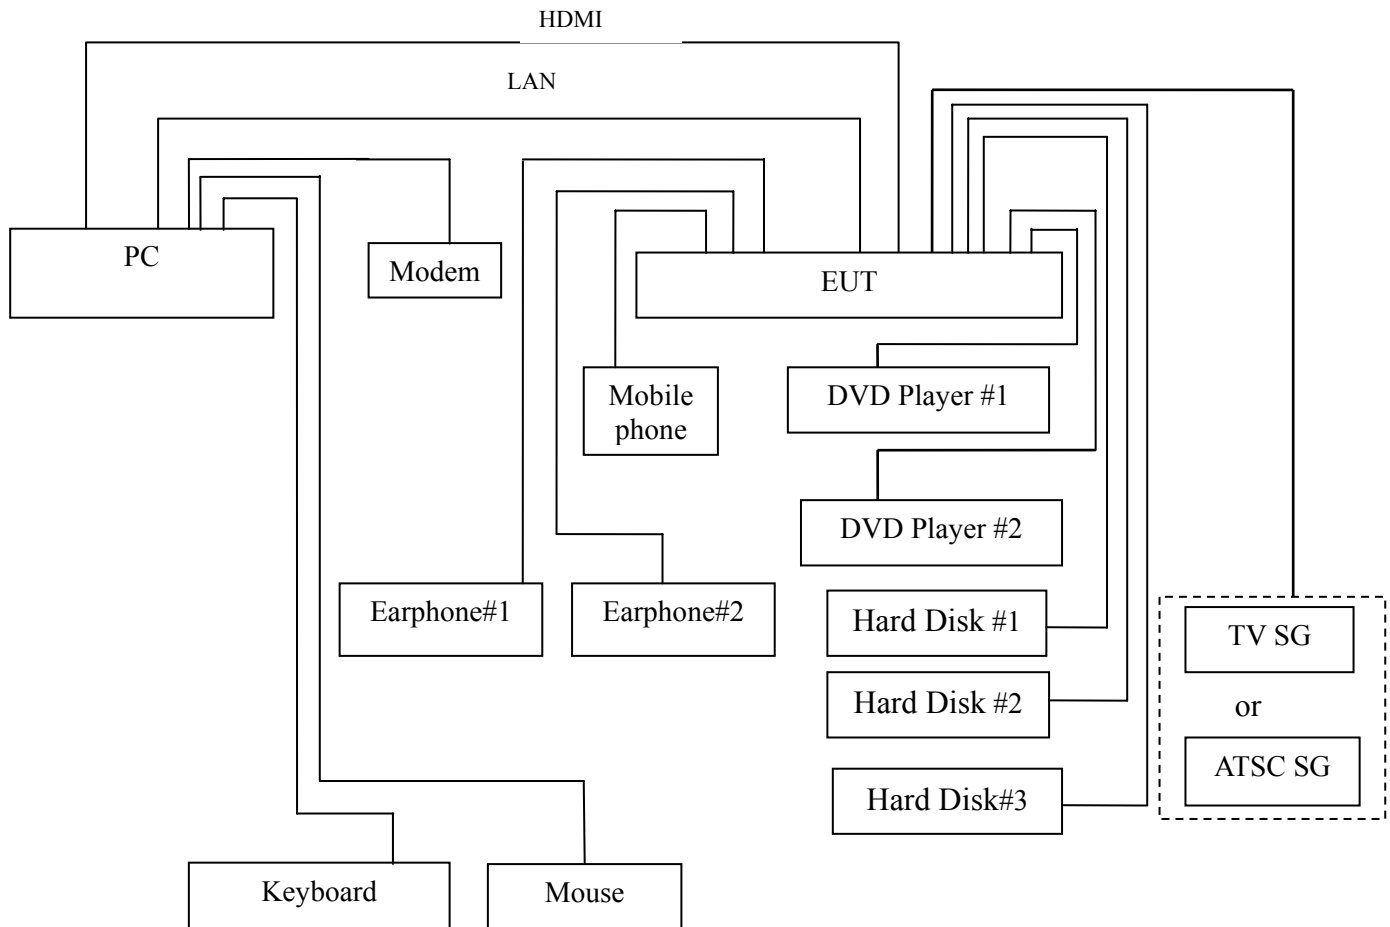 HDMI
LAN
PC
Modem
EUT
Mobile
phone
DVD Player #1
DVD Player #2
Earphone#1
Earphone#2
Hard Disk #1
TV SG
Hard Disk #2
or
ATSC SG
Hard Disk#3
Keyboard
Mouse